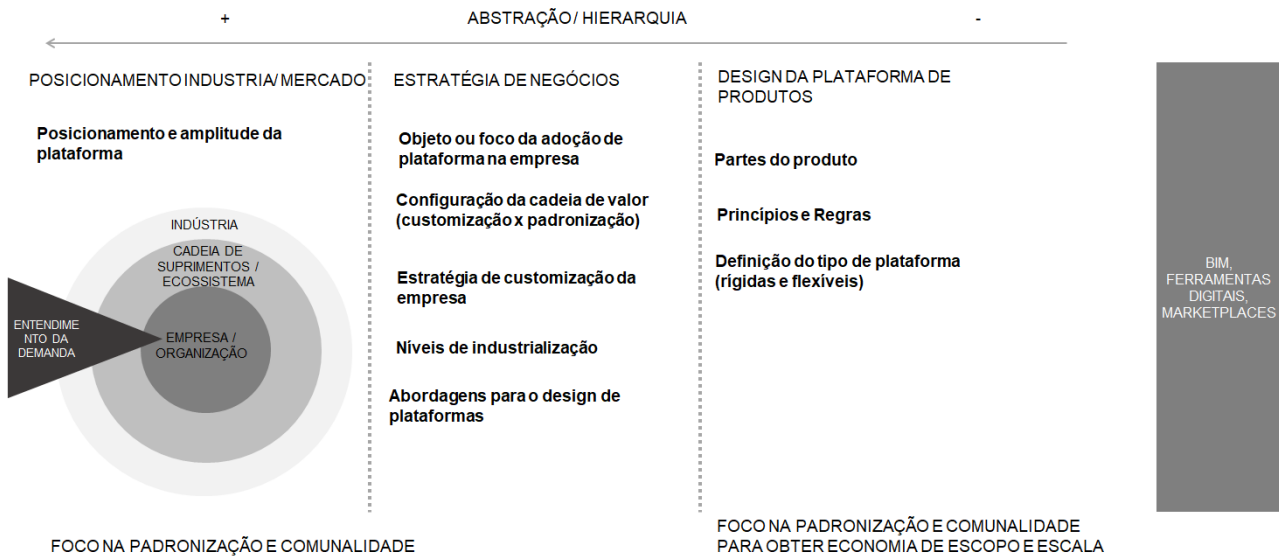 +
ABSTRAÇÃO / HIERARQUIA
-
POSICIONAMENTO INDUSTRIA/ MERCADO
Posicionamento e amplitude da
plataforma
INDÚSTRIA
CADEIA DE
SUPRIMENTOS /
ECOSSISTEMA
EMPRESA /
ORGANIZAÇÃO
ENTENDIME
NTO DA
DEMANDA
FOCO NA PADRONIZAÇÃO E COMUNALIDADE
ESTRATÉGIA DE NEGÓCIOS
Objeto ou foco da adoção de
plataforma na empresa
Configuração da cadeia de valor
(customização x padronização)
Estratégia de customização da
empresa
Níveis de industrialização
Abordagens para o design de
plataformas
DESIGN DA PLATAFORMA DE
PRODUTOS
Partes do produto
Princípios e Regras
Definição do tipo de plataforma
(rígidas e flexíveis)
FOCO NA PADRONIZAÇÃO E COMUNALIDADE
PARA OBTER ECONOMIA DE ESCOPO E ESCALA
BIM,
FERRAMENTAS
DIGITAIS,
MARKETPLACES